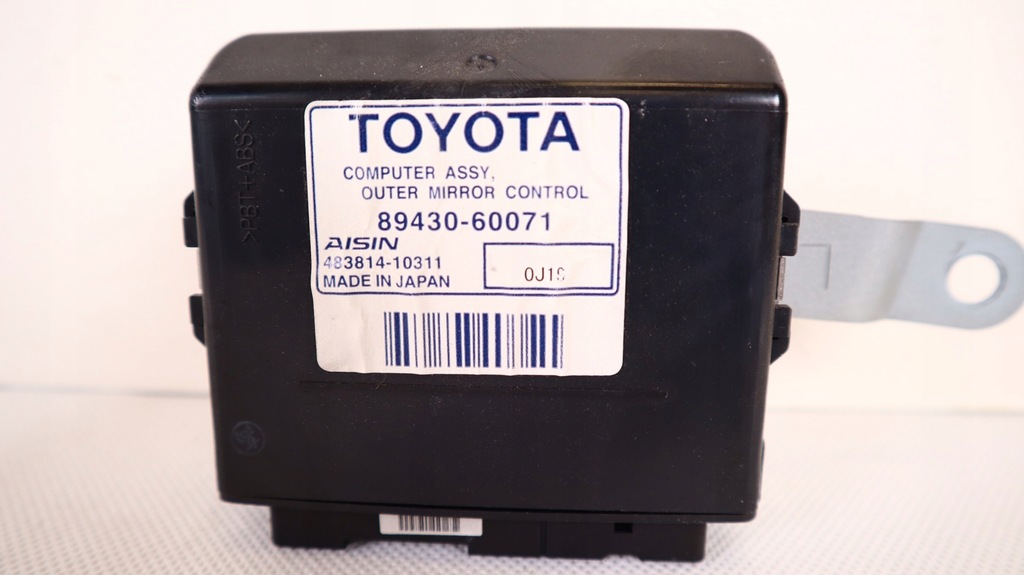 TOYOTA
COMPUTER ASSY,
OUTER MIRROR CONTROL
89430-60071
AISIN
483814-10311
MADE IN JAPAN
>PBT+ABS<